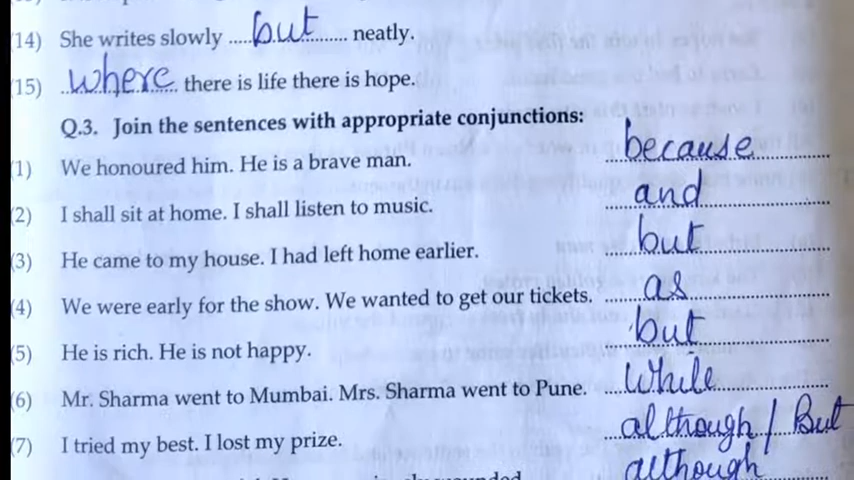 (14) She writes slowly ....but.... neatly.
(15) ..where.. there is life there is hope.
Q.3. Join the sentences with appropriate conjunctions:
(1) We honoured him. He is a brave man. because
(2) I shall sit at home. I shall listen to music. and
(3) He came to my house. I had left home earlier. but
(4) We were early for the show. We wanted to get our tickets. as
(5) He is rich. He is not happy. but
(6) Mr. Sharma went to Mumbai. Mrs. Sharma went to Pune. while
(7) I tried my best. I lost my prize. although / But
although